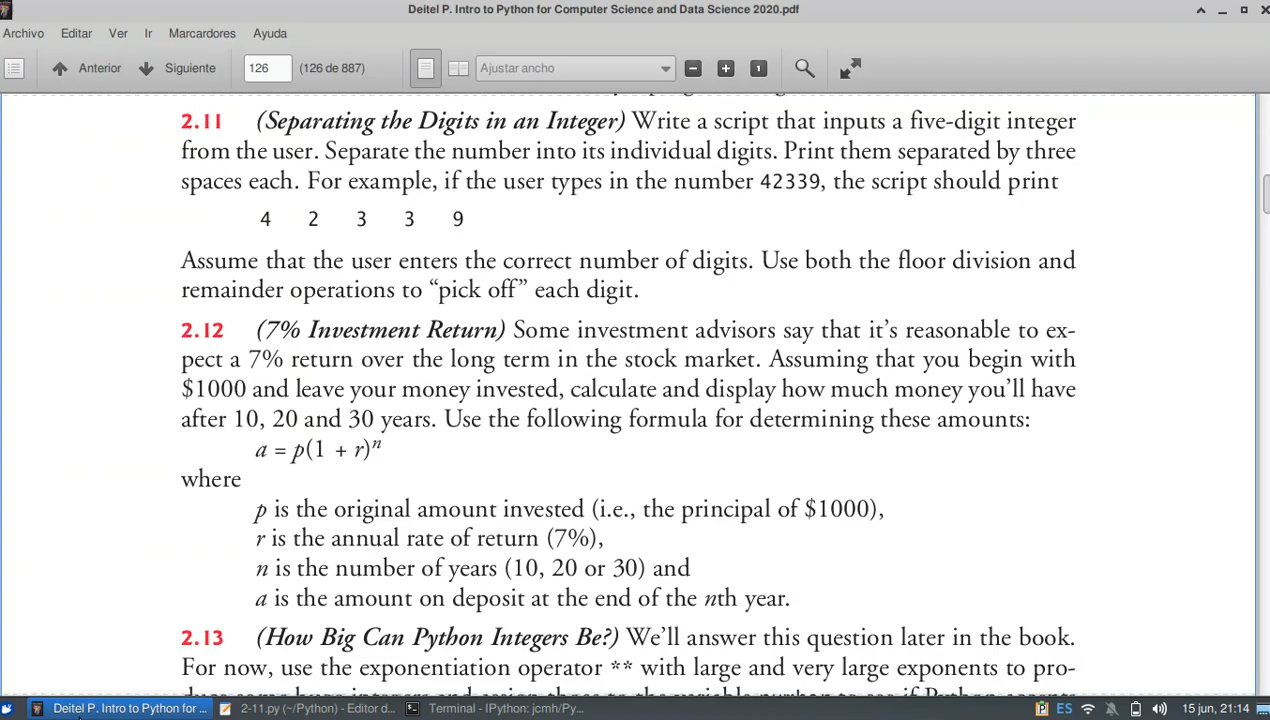 Deitel P. Intro to Python for Computer Science and Data Science 2020.pdf
Archivo Editar Ver Ir Marcadores Ayuda
Anterior Siguiente 126 (126 de 887) Ajustar ancho
2.11 (Separating the Digits in an Integer) Write a script that inputs a five-digit integer
from the user. Separate the number into its individual digits. Print them separated by three
spaces each. For example, if the user types in the number 42339, the script should print
4 2 3 3 9
Assume that the user enters the correct number of digits. Use both the floor division and
remainder operations to “pick off” each digit.
2.12 (7% Investment Return) Some investment advisors say that it’s reasonable to ex-
pect a 7% return over the long term in the stock market. Assuming that you begin with
$1000 and leave your money invested, calculate and display how much money you’ll have
after 10, 20 and 30 years. Use the following formula for determining these amounts:
a = p(1 + r)ⁿ
where
p is the original amount invested (i.e., the principal of $1000),
r is the annual rate of return (7%),
n is the number of years (10, 20 or 30) and
a is the amount on deposit at the end of the nth year.
2.13 (How Big Can Python Integers Be?) We’ll answer this question later in the book.
For now, use the exponentiation operator ** with large and very large exponents to pro-
Deitel P. Intro to Python for ... 2-11.py (~/Python) - Editor d... Terminal - IPython: jcmh/Py... ES 15 jun, 21:14